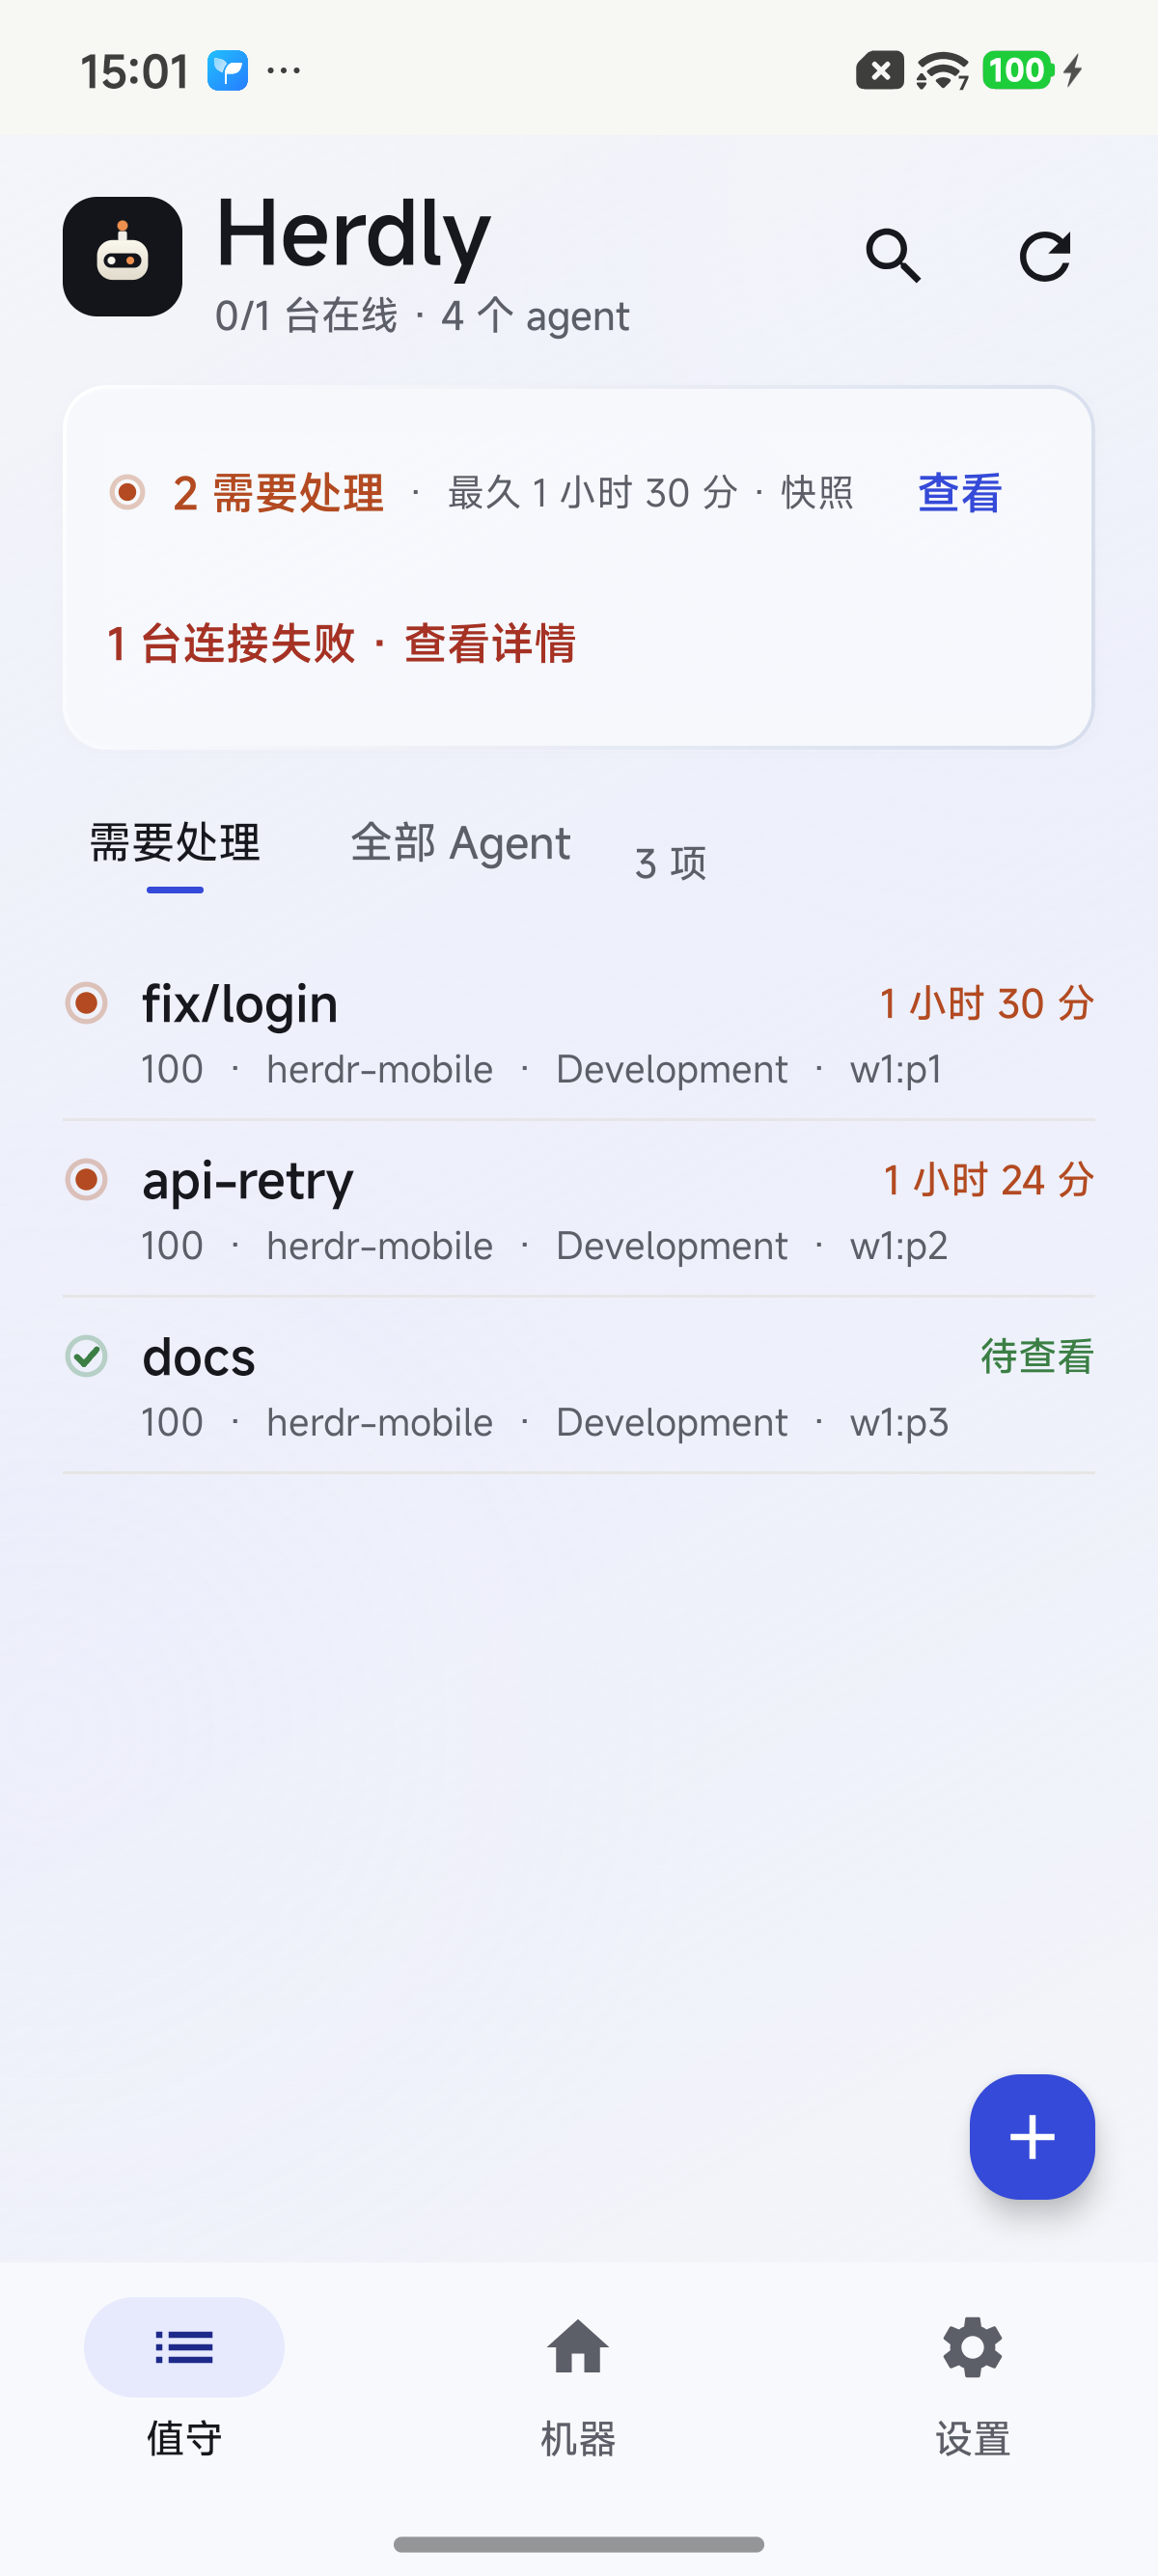 15:01 ...
7 100
Herdly
0/1 台在线 · 4 个 agent
2 需要处理 · 最久 1 小时 30 分 · 快照 查看
1 台连接失败 · 查看详情
需要处理 全部 Agent 3 项
fix/login 1 小时 30 分
100 · herdr-mobile · Development · w1:p1
api-retry 1 小时 24 分
100 · herdr-mobile · Development · w1:p2
docs 待查看
100 · herdr-mobile · Development · w1:p3
值守 机器 设置